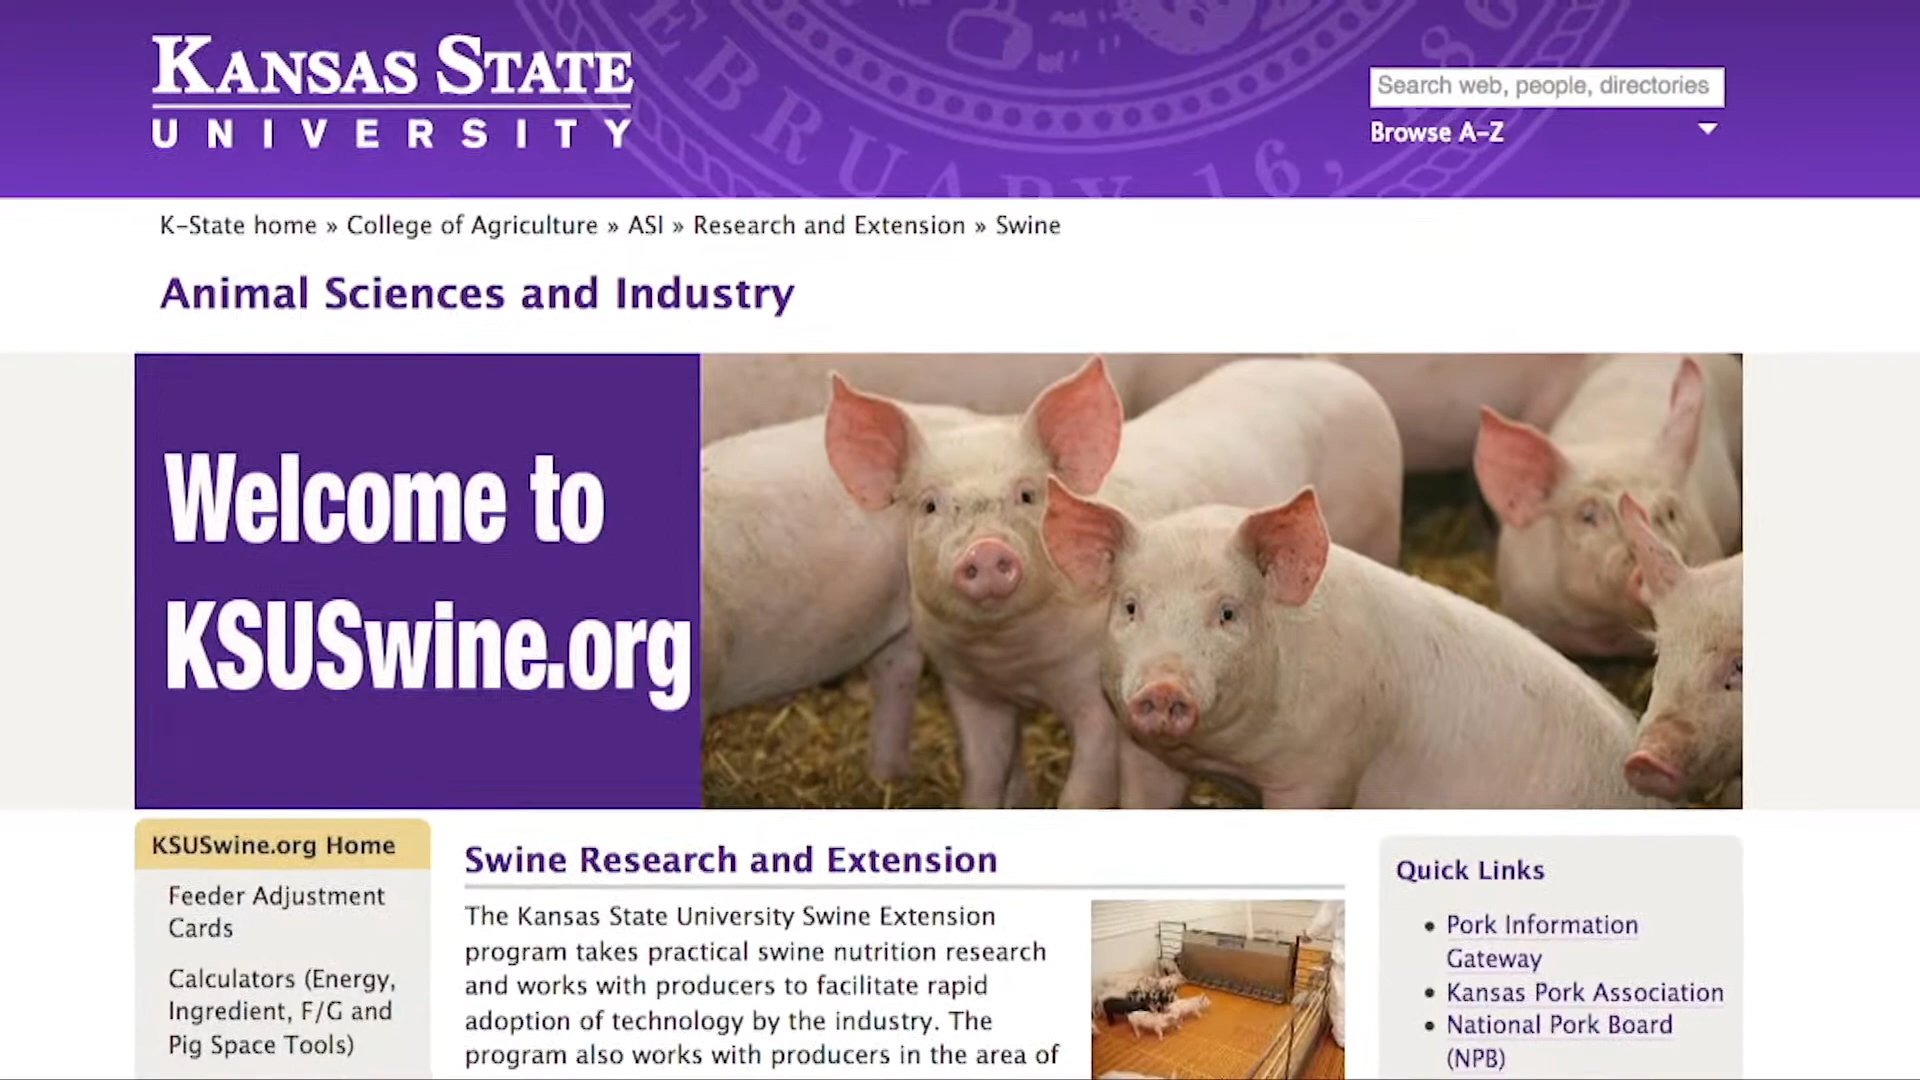 KANSAS STATE
UNIVERSITY
EBRUARY 16, 186
Search web, people, directories
Browse A-Z
K-State home » College of Agriculture » ASI » Research and Extension » Swine
Animal Sciences and Industry
Welcome to
KSUSwine.org
KSUSwine.org Home
Feeder Adjustment
Cards
Calculators (Energy,
Ingredient, F/G and
Pig Space Tools)
Swine Research and Extension
The Kansas State University Swine Extension
program takes practical swine nutrition research
and works with producers to facilitate rapid
adoption of technology by the industry. The
program also works with producers in the area of
Quick Links
• Pork Information
Gateway
• Kansas Pork Association
• National Pork Board
(NPB)